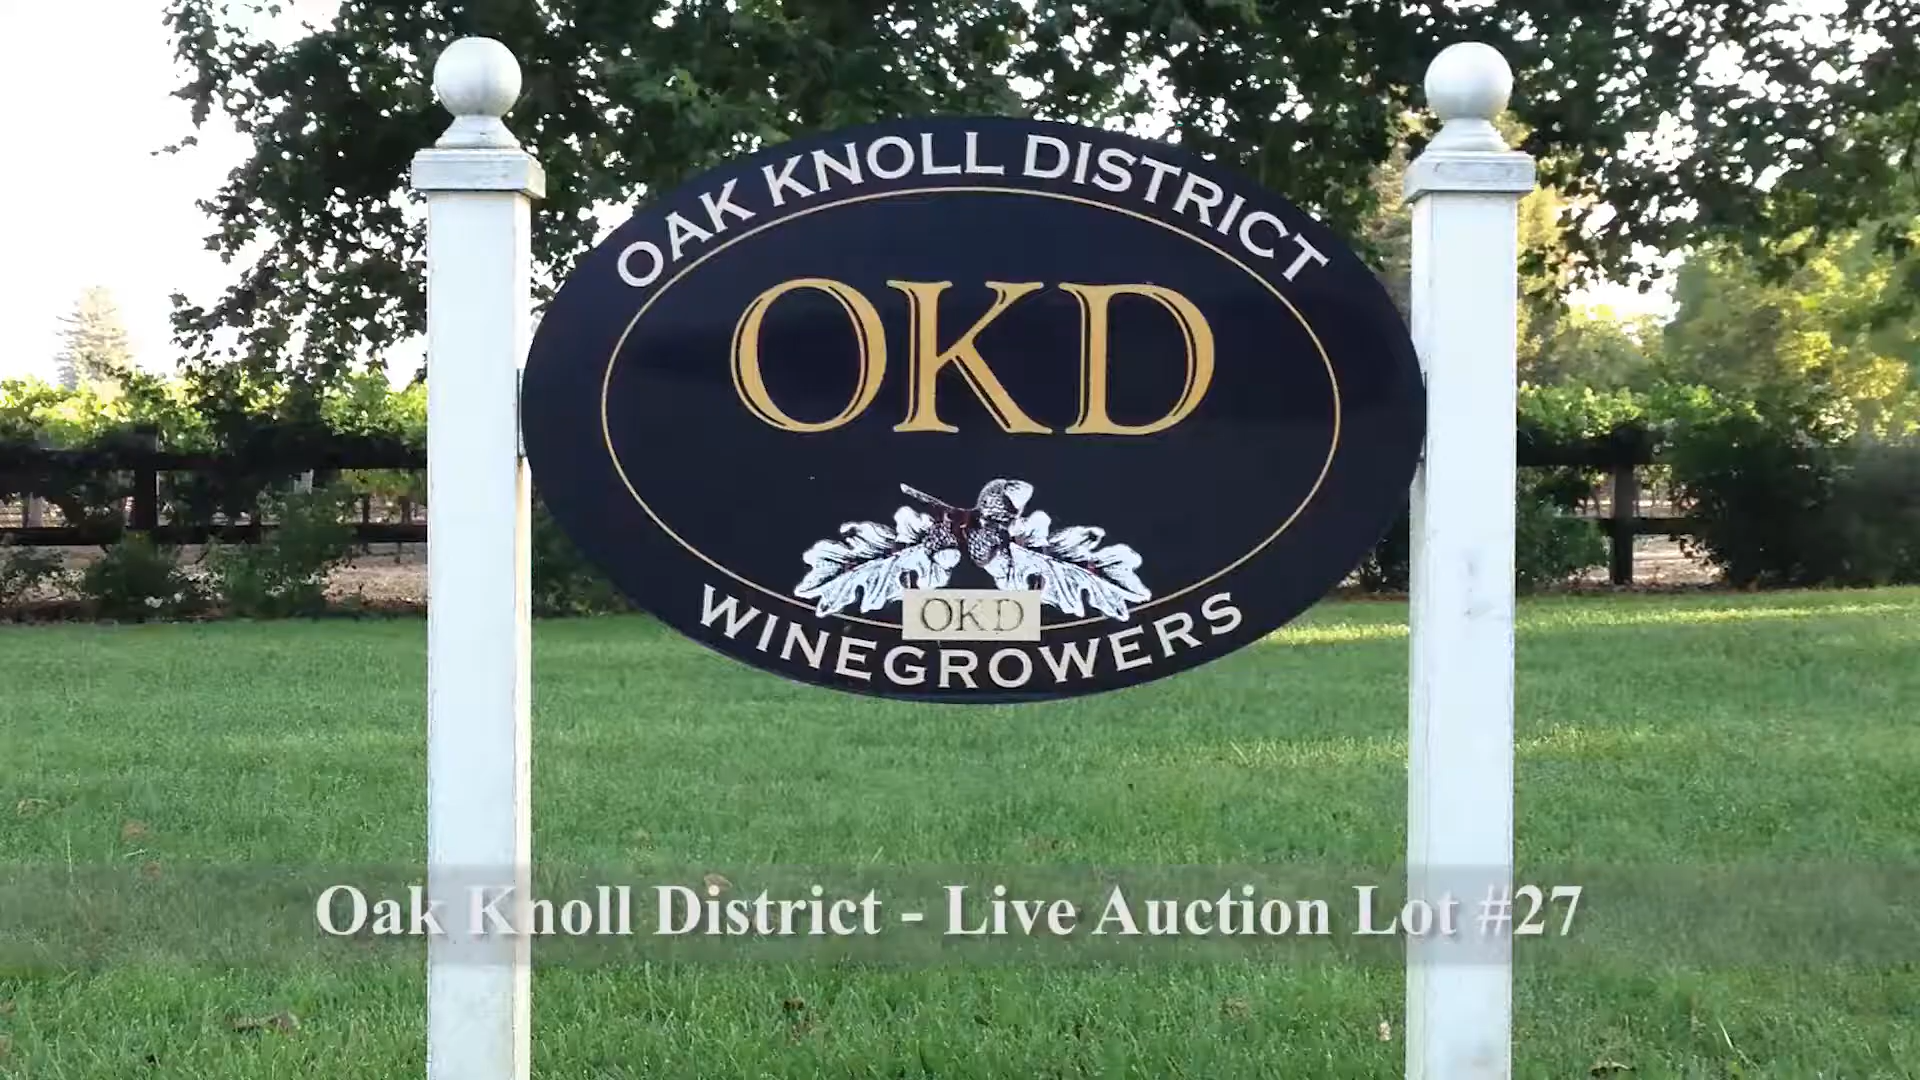 OAK KNOLL DISTRICT
OKD
OKD
WINEGROWERS
Oak Knoll District - Live Auction Lot #27